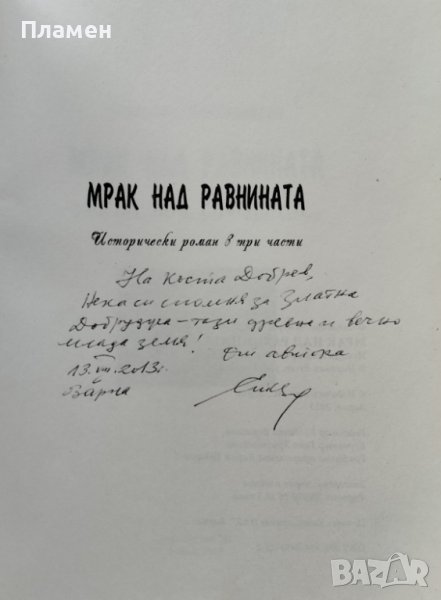 Пламен
МРАК НАД РАВНИНАТА
Исторически роман в три части
На Коста Добрев,
Нека си спомня за Златна
Добруджа – тази древна и вечно
млада земя!
От автора
13. VII. 2013г.
Варна
BAZAR